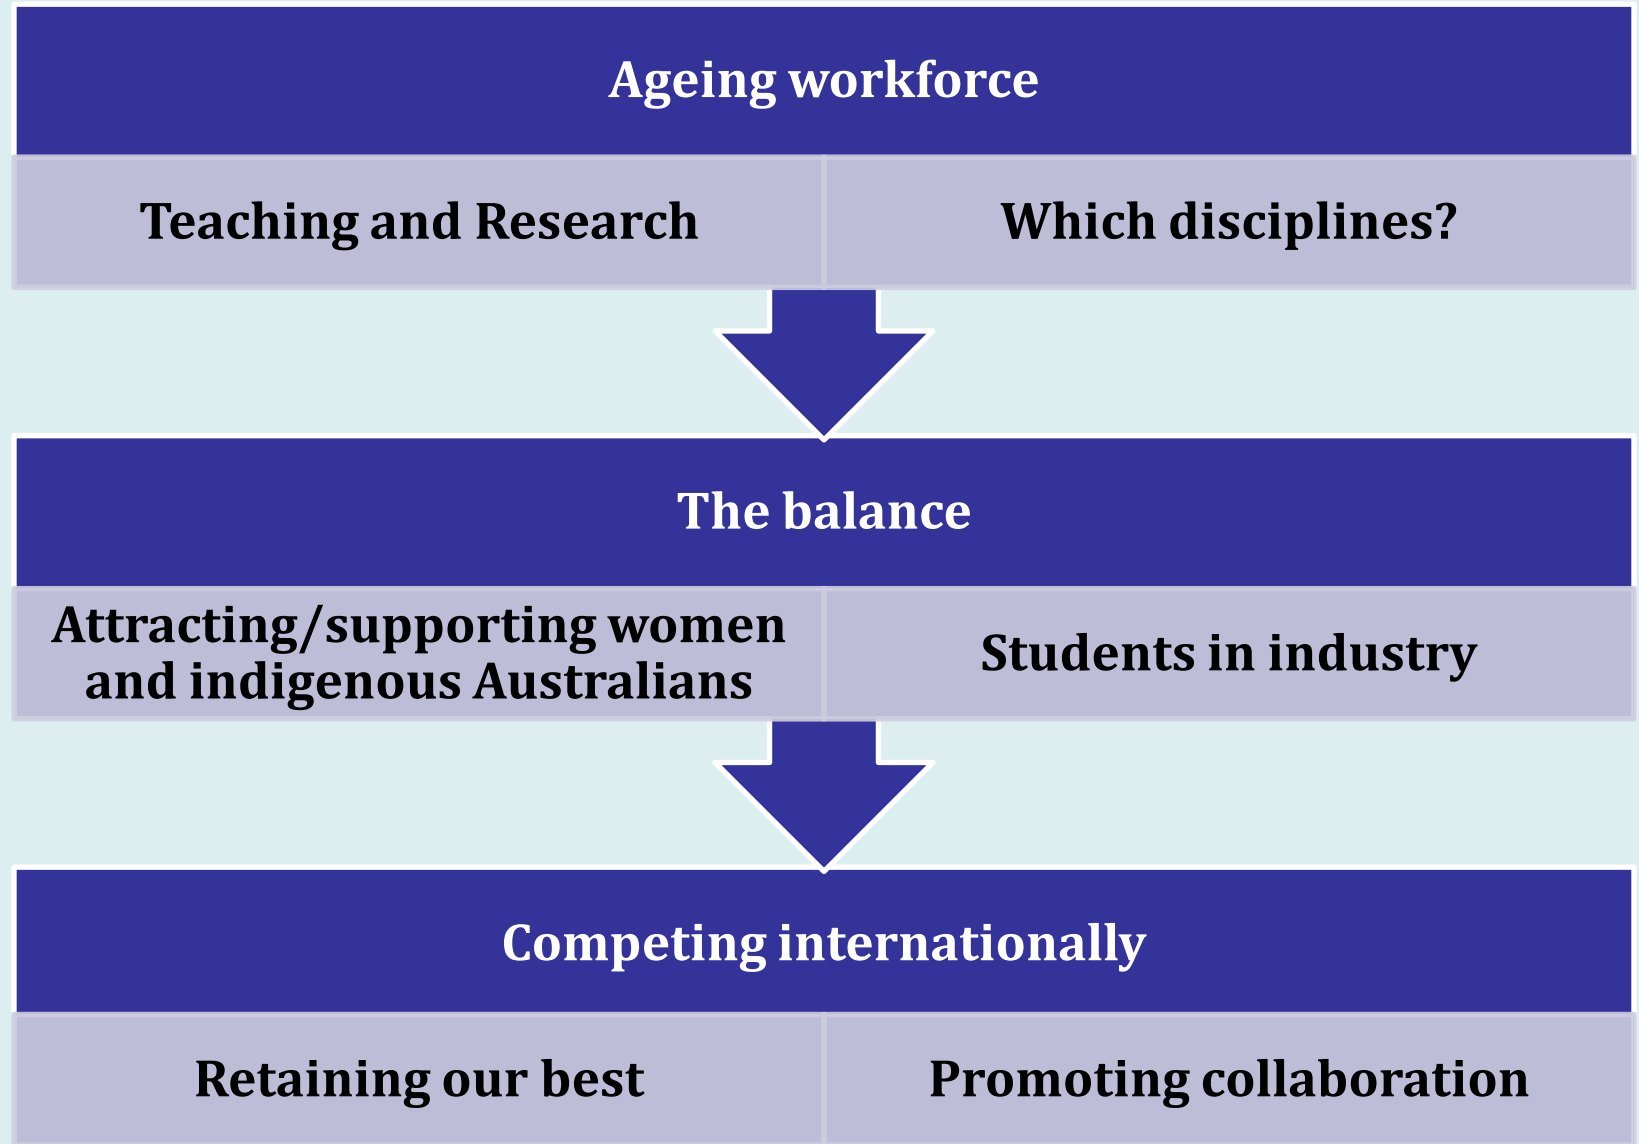 Ageing workforce
Teaching and Research
Which disciplines?
The balance
Attracting/supporting women
and indigenous Australians
Students in industry
Competing internationally
Retaining our best
Promoting collaboration